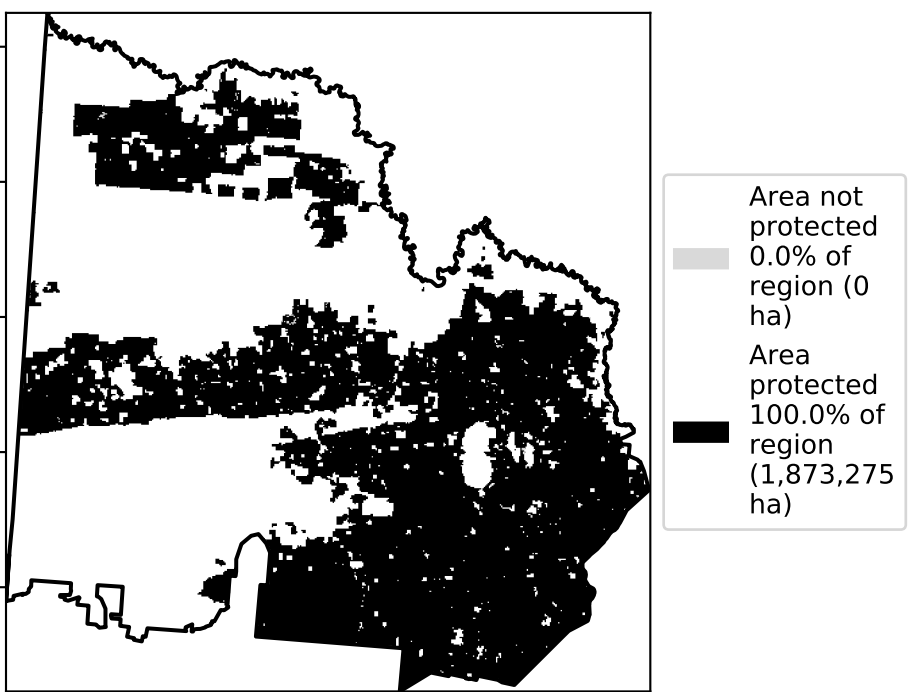 Area not
protected
0.0% of
region (0
ha)
Area
protected
100.0% of
region
(1,873,275
ha)